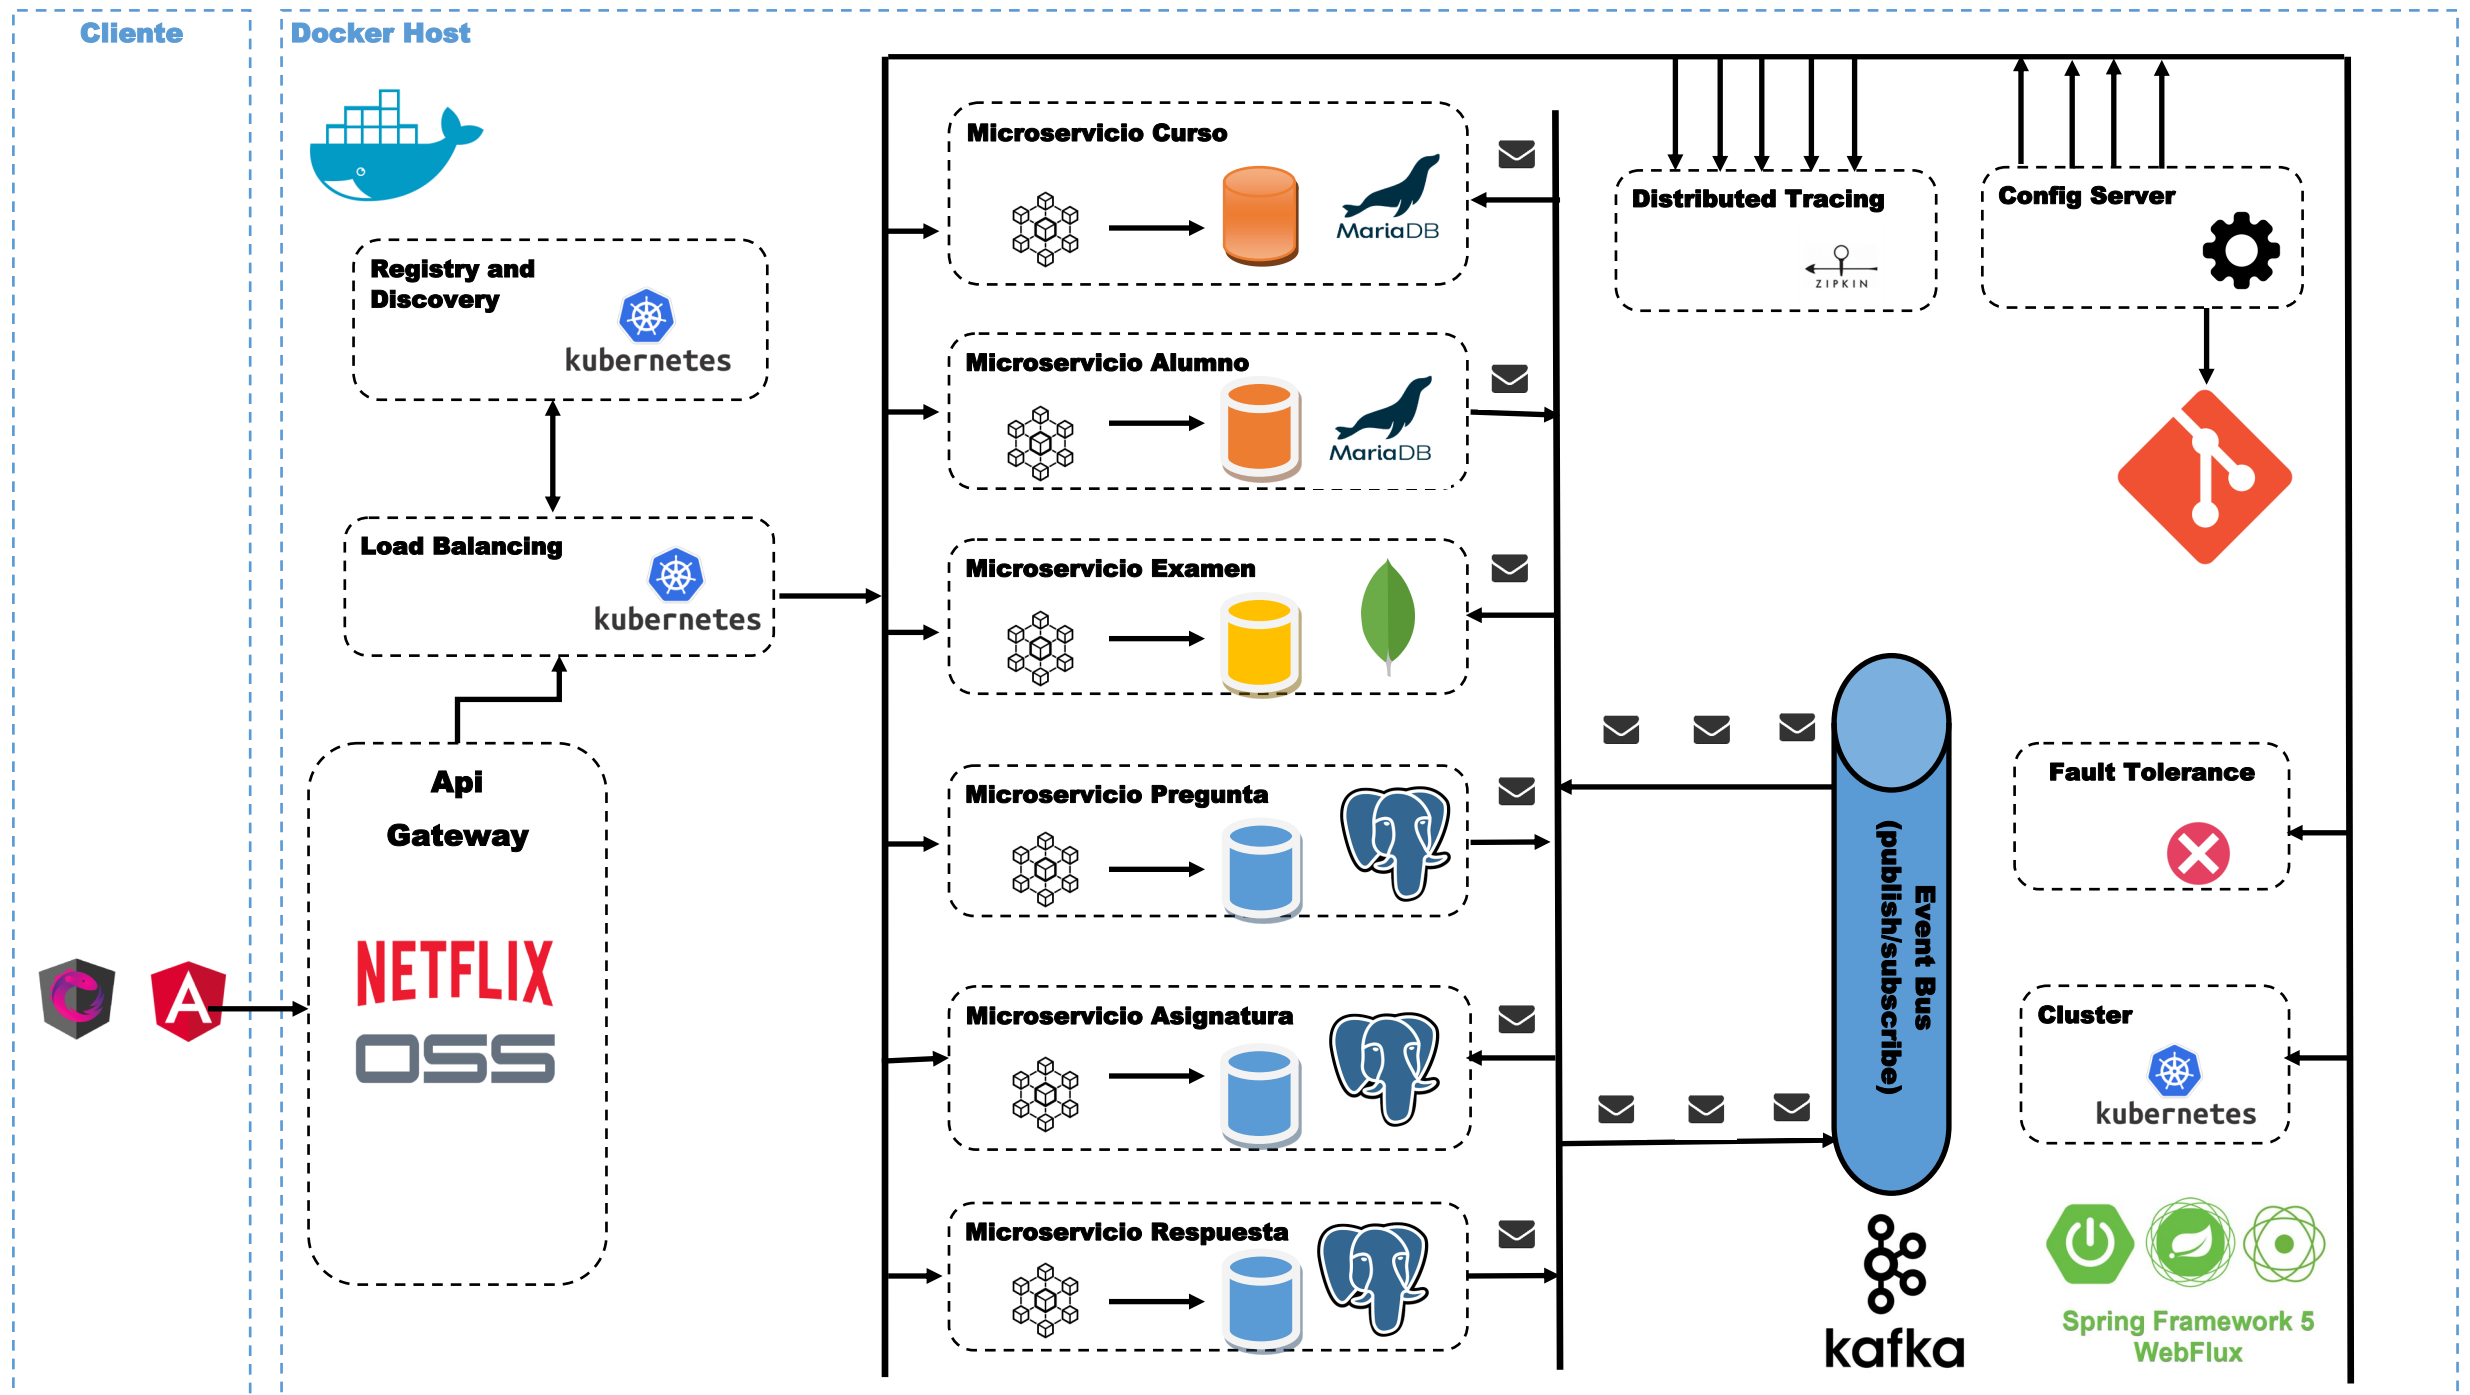 Cliente
Docker Host
Registry and
Discovery
kubernetes
Load Balancing
kubernetes
Api
Gateway
NETFLIX
OSS
Microservicio Curso
MariaDB
Microservicio Alumno
MariaDB
Microservicio Examen
Microservicio Pregunta
Microservicio Asignatura
Microservicio Respuesta
Distributed Tracing
ZIPKIN
Config Server
Event Bus
(publish/subscribe)
kafka
Fault Tolerance
Cluster
kubernetes
Spring Framework 5
WebFlux